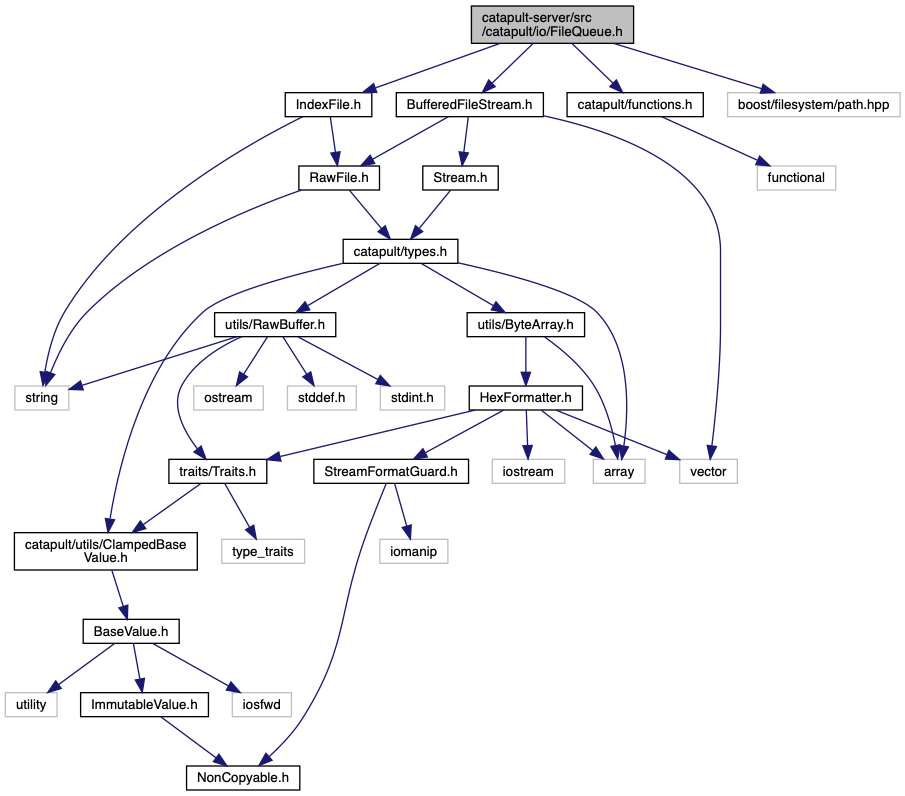 catapult-server/src
/catapult/io/FileQueue.h
IndexFile.h
BufferedFileStream.h
catapult/functions.h
boost/filesystem/path.hpp
RawFile.h
Stream.h
functional
catapult/types.h
utils/RawBuffer.h
utils/ByteArray.h
string
ostream
stddef.h
stdint.h
HexFormatter.h
traits/Traits.h
StreamFormatGuard.h
iostream
array
vector
catapult/utils/ClampedBase
Value.h
type_traits
iomanip
BaseValue.h
utility
ImmutableValue.h
iosfwd
NonCopyable.h